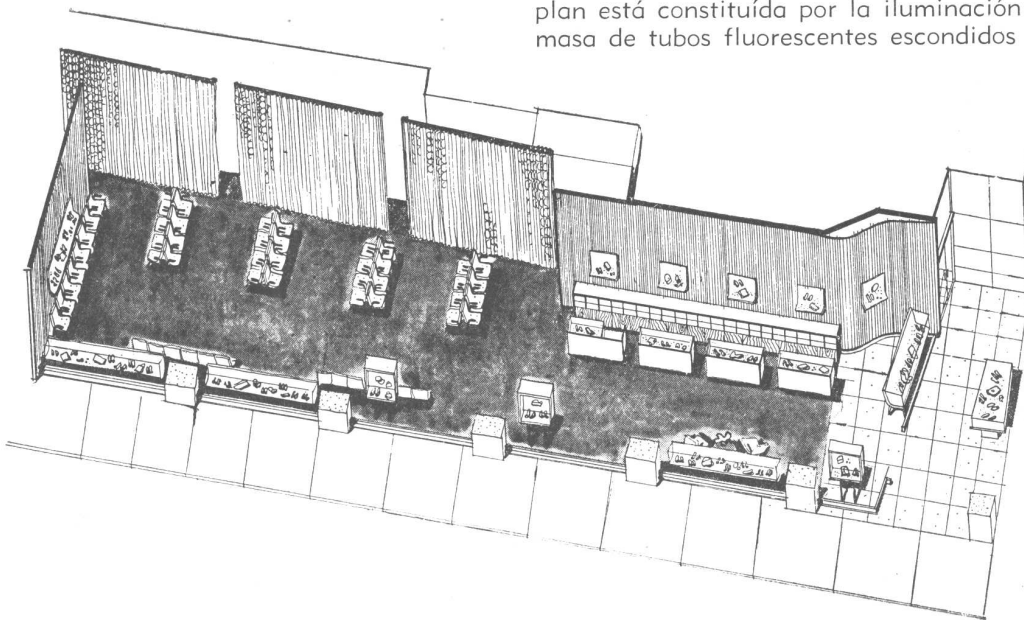 plan está constituída por la iluminación
masa de tubos fluorescentes escondidos